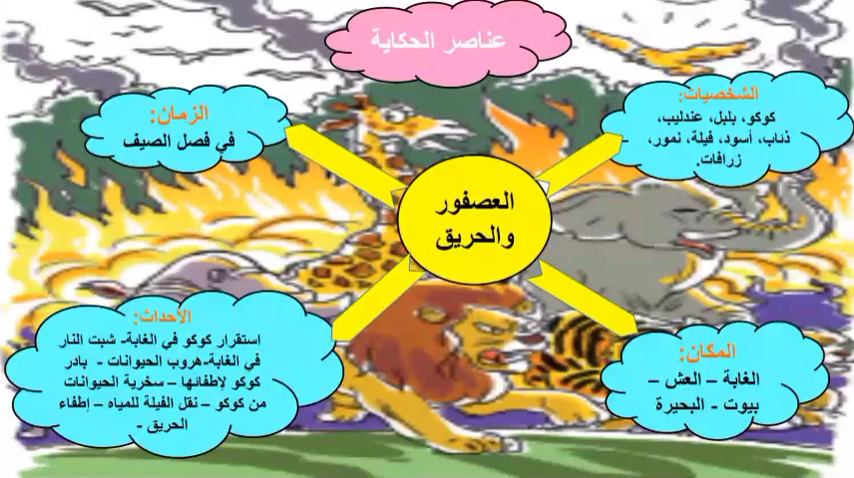 عناصر الحكاية
الشخصيات:
كوكو، بلبل، عندليب،
ذئاب، أسود، فيلة، نمور،
زرافات.
الزمان:
في فصل الصيف
العصفور
والحريق
المكان:
الغابة – العش –
بيوت - البحيرة
الأحداث:
استقرار كوكو في الغابة- شبت النار
في الغابة-هروب الحيوانات - بادر
كوكو لإطفائها – سخرية الحيوانات
من كوكو – نقل الفيلة للمياه – إطفاء
الحريق -